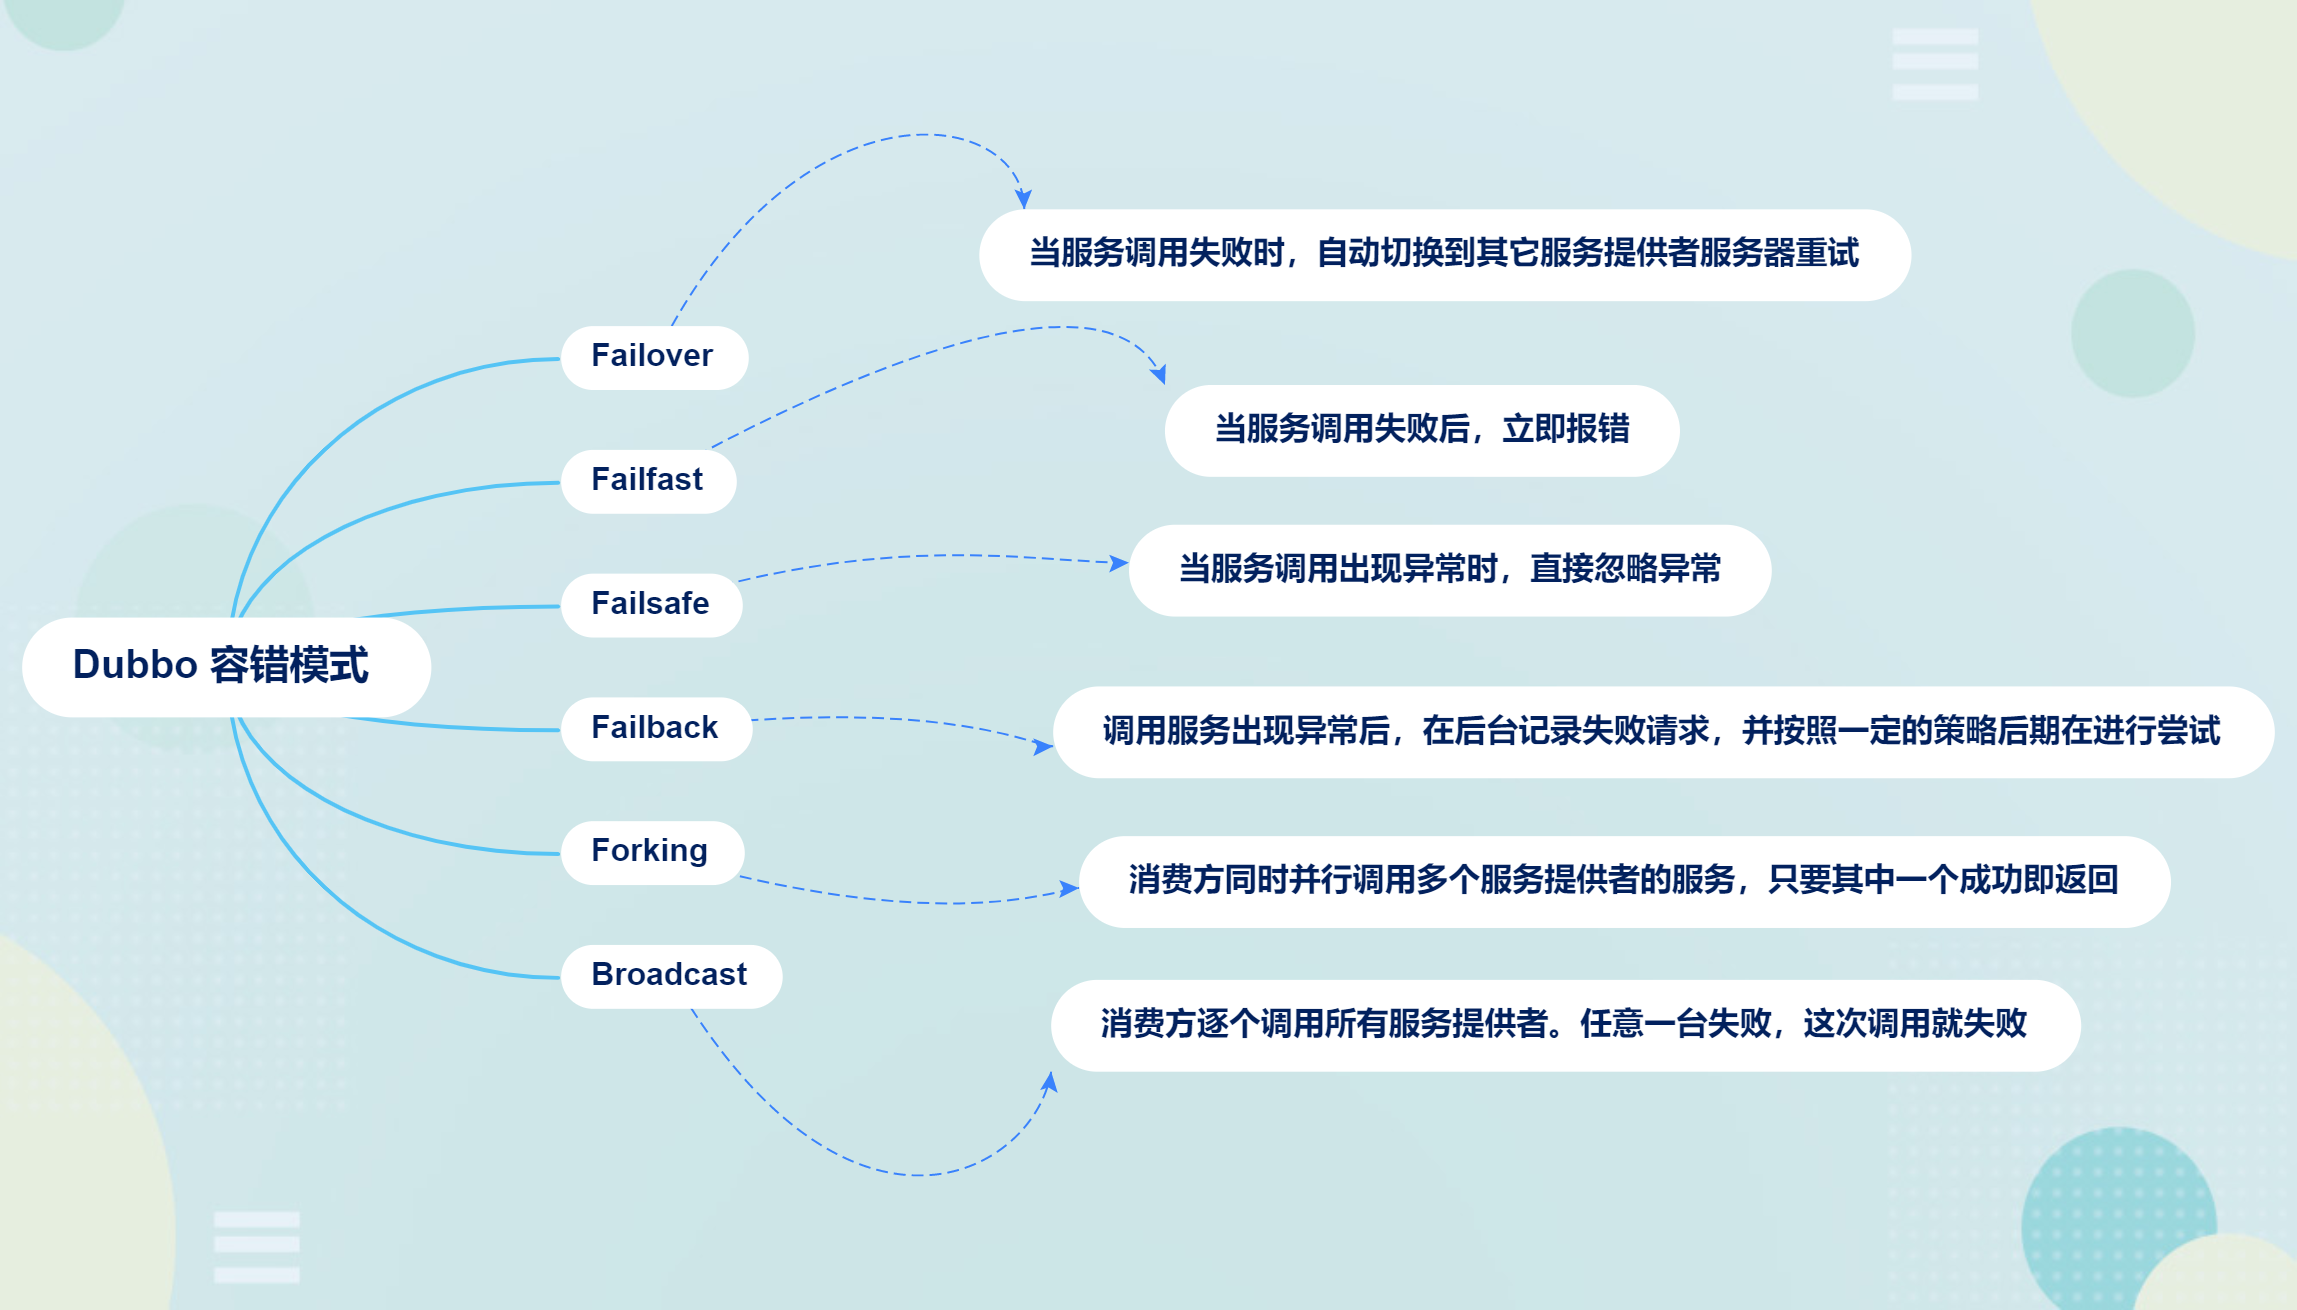 Dubbo 容错模式
Failover
当服务调用失败时，自动切换到其它服务提供者服务器重试
Failfast
当服务调用失败后，立即报错
Failsafe
当服务调用出现异常时，直接忽略异常
Failback
调用服务出现异常后，在后台记录失败请求，并按照一定的策略后期在进行尝试
Forking
消费方同时并行调用多个服务提供者的服务，只要其中一个成功即返回
Broadcast
消费方逐个调用所有服务提供者。任意一台失败，这次调用就失败